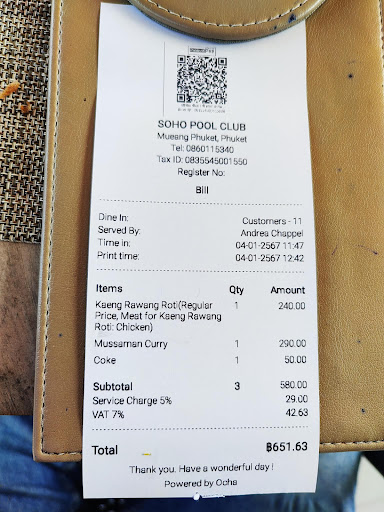 SOHO POOL CLUB
Mueang Phuket, Phuket
Tel: 0860115340
Tax ID: 0835545001550
Register No:
Bill
Dine In: Customers - 11
Served By: Andrea Chappel
Time in: 04-01-2567 11:47
Print time: 04-01-2567 12:42
Items Qty Amount
Kaeng Rawang Roti(Regular 1 240.00
Price, Meat for Kaeng Rawang
Roti: Chicken)
Mussaman Curry 1 290.00
Coke 1 50.00
Subtotal 3 580.00
Service Charge 5% 29.00
VAT 7% 42.63
Total ฿651.63
Thank you. Have a wonderful day !
Powered by Ocha